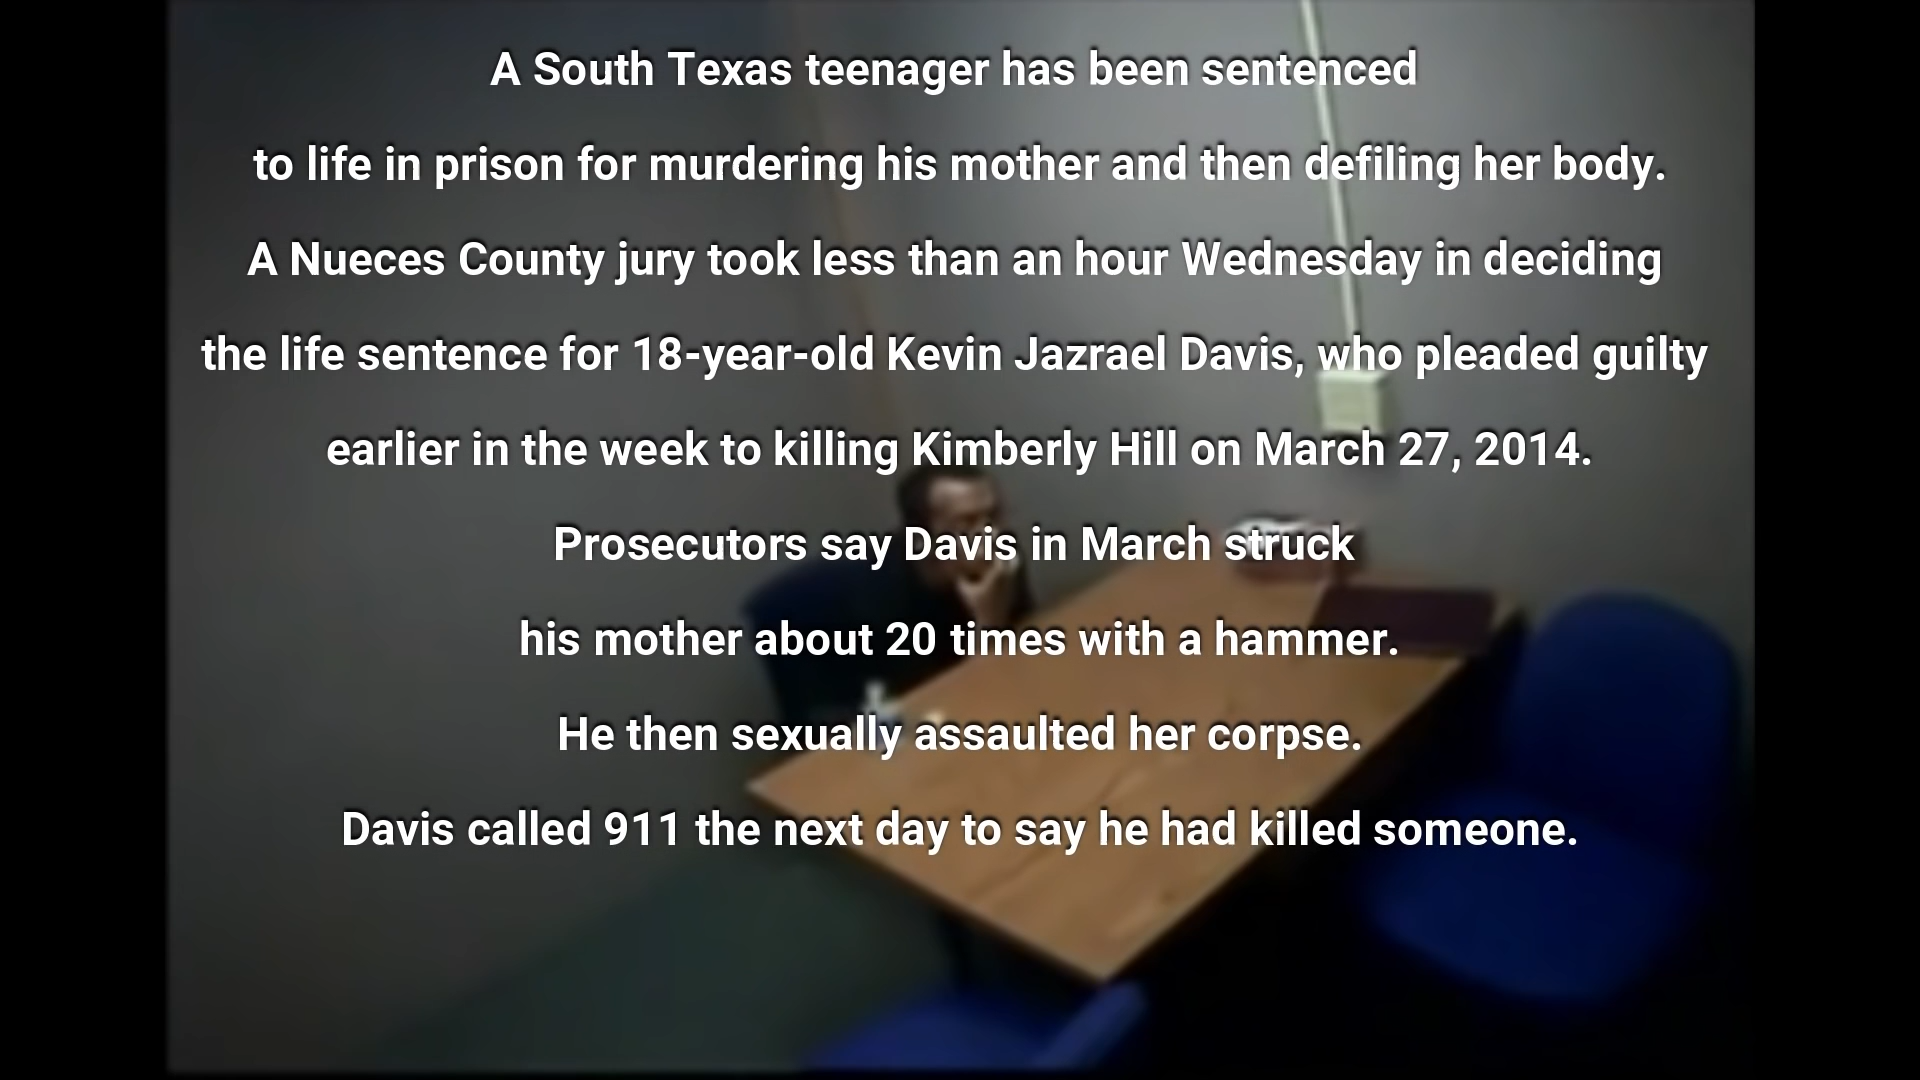 A South Texas teenager has been sentenced
to life in prison for murdering his mother and then defiling her body.
A Nueces County jury took less than an hour Wednesday in deciding
the life sentence for 18-year-old Kevin Jazrael Davis, who pleaded guilty
earlier in the week to killing Kimberly Hill on March 27, 2014.
Prosecutors say Davis in March struck
his mother about 20 times with a hammer.
He then sexually assaulted her corpse.
Davis called 911 the next day to say he had killed someone.